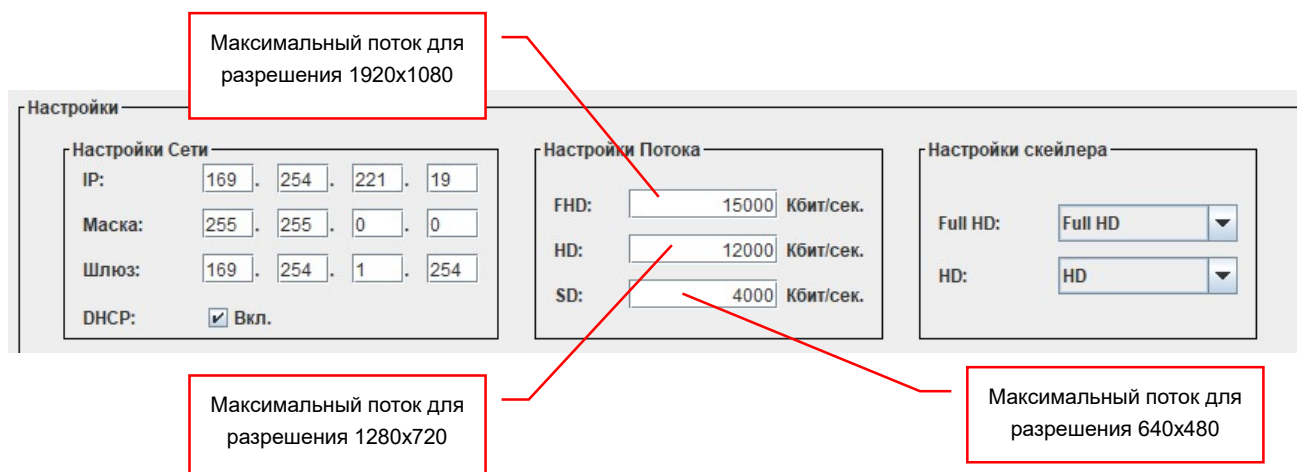 Максимальный поток для
разрешения 1920x1080
Настройки
Настройки Сети
IP: 169 . 254 . 221 . 19
Маска: 255 . 255 . 0 . 0
Шлюз: 169 . 254 . 1 . 254
DHCP: Вкл.
Настройки Потока
FHD: 15000 Кбит/сек.
HD: 12000 Кбит/сек.
SD: 4000 Кбит/сек.
Настройки скейлера
Full HD: Full HD
HD: HD
Максимальный поток для
разрешения 1280x720
Максимальный поток для
разрешения 640x480